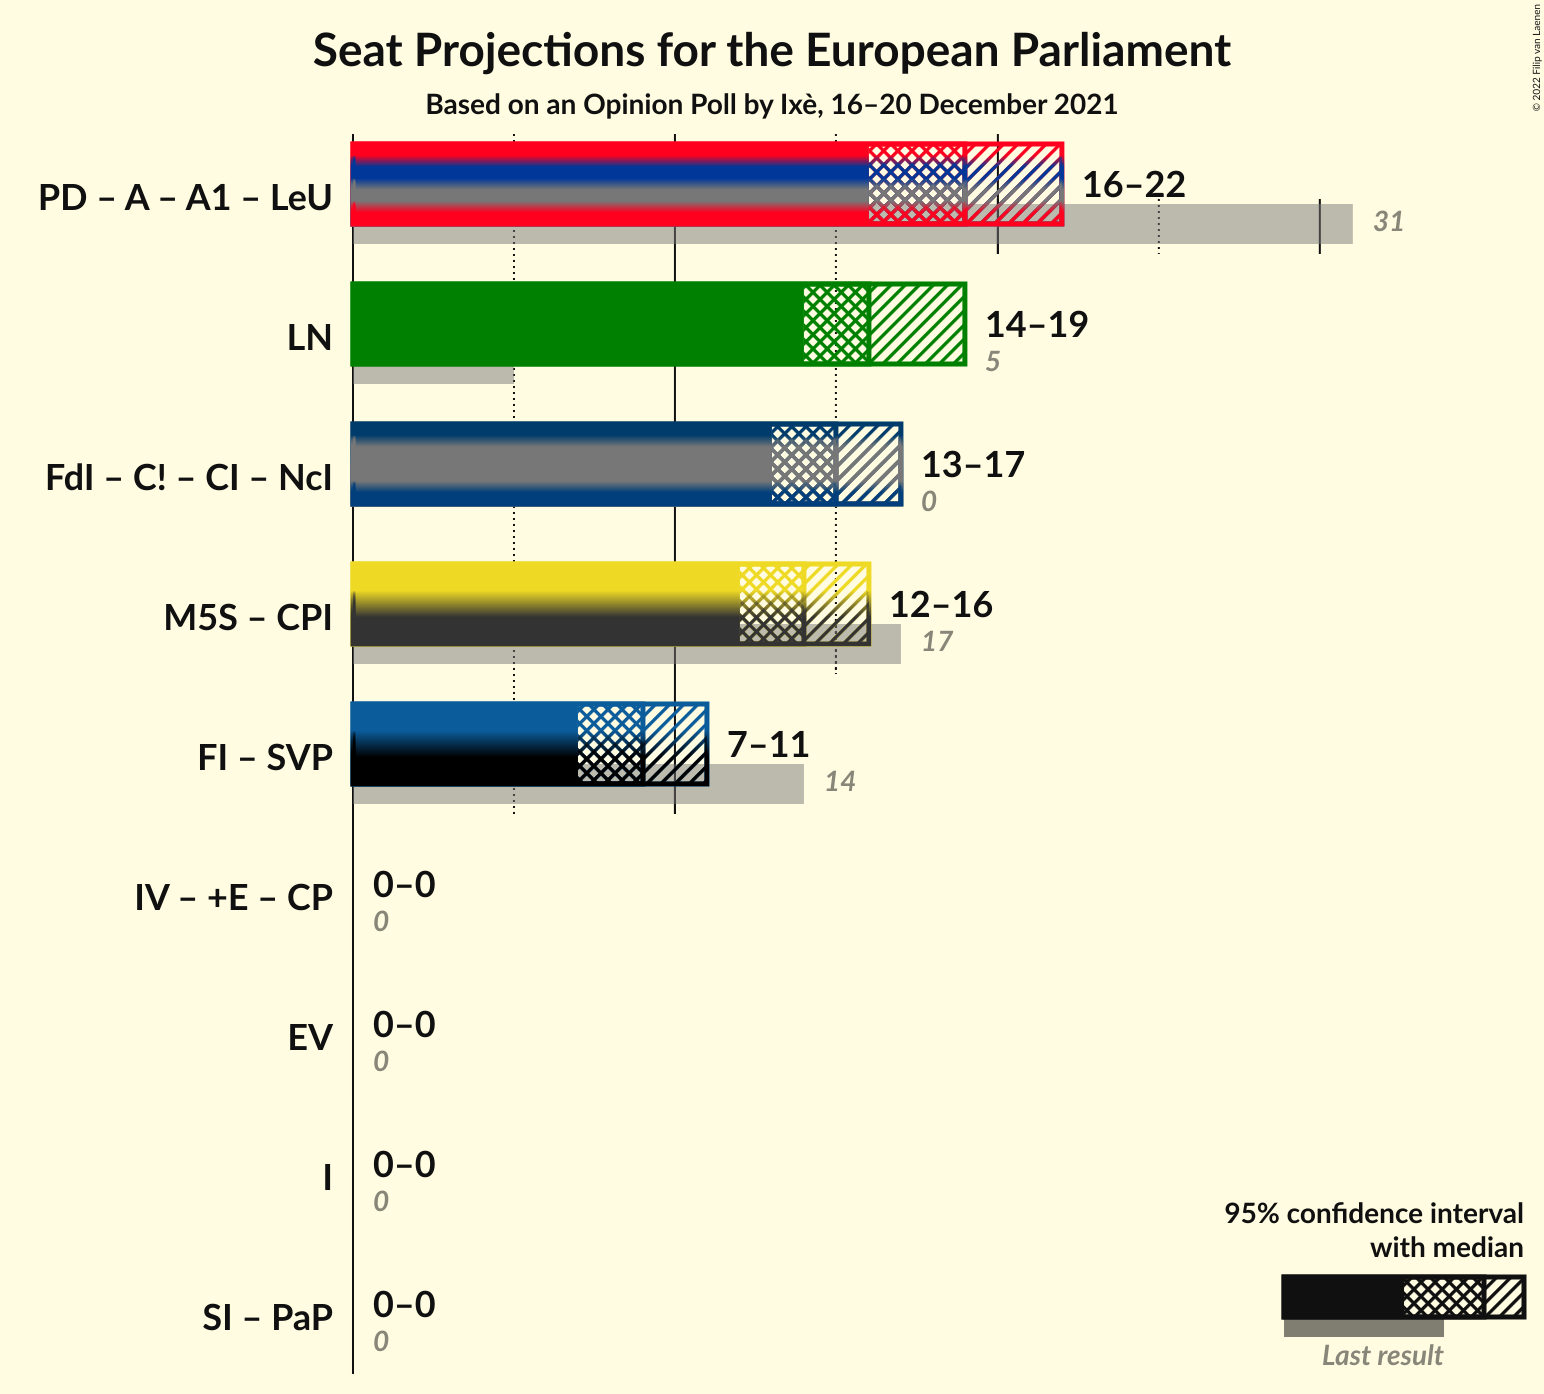 Seat Projections for the European Parliament
Based on an Opinion Poll by Ixè, 16–20 December 2021
© 2022 Filip van Laenen
PD – A – A1 – LeU
16–22
31
LN
14–19
5
FdI – C! – CI – NcI
13–17
0
M5S – CPI
12–16
17
FI – SVP
7–11
14
IV – +E – CP
0–0
0
EV
0–0
0
I
0–0
0
SI – PaP
0–0
0
95% confidence interval
with median
Last result